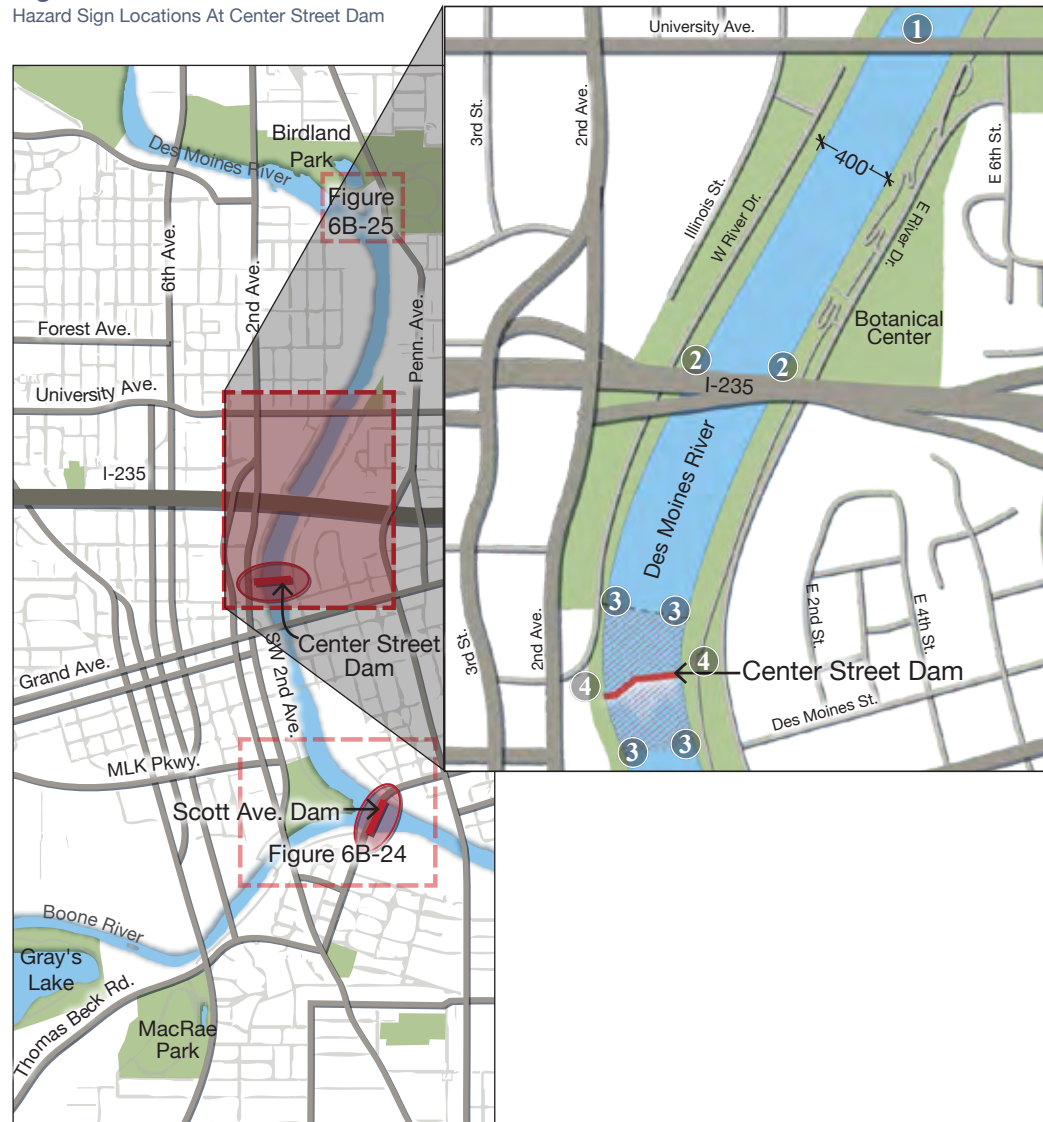 Hazard Sign Locations At Center Street Dam
Birdland
Park
Des Moines River
Figure
6B-25
6th Ave.
2nd Ave.
Penn. Ave.
Forest Ave.
University Ave.
I-235
Center Street
Dam
Grand Ave.
SW 2nd Ave.
MLK Pkwy.
Scott Ave. Dam
Figure 6B-24
Boone River
Gray's
Lake
Thomas Beck Rd.
MacRae
Park
University Ave.
1
3rd St.
2nd Ave.
400'
E 6th St.
Illinois St.
W River Dr.
E River Dr.
Botanical
Center
2
2
I-235
Des Moines River
3
3
E 2nd St.
E 4th St.
3rd St.
2nd Ave.
4
4
Center Street Dam
Des Moines St.
3
3